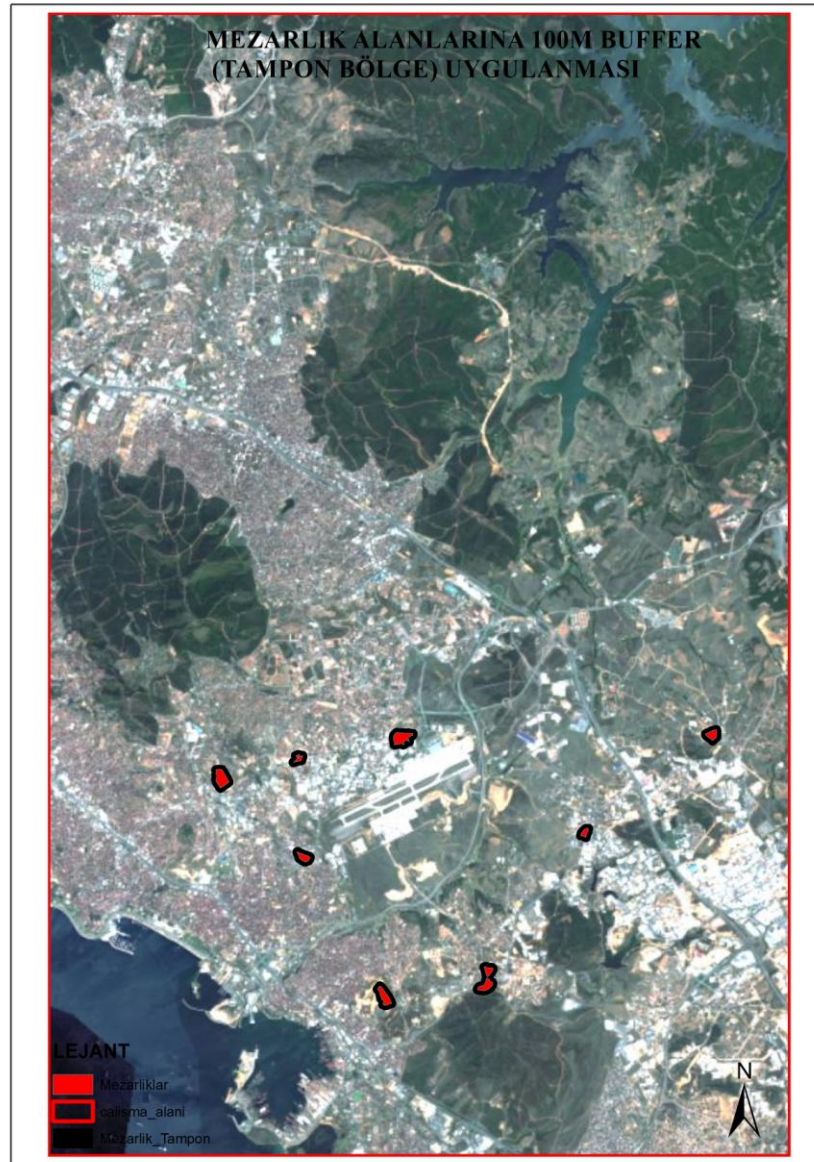 MEZARLIK ALANLARINA 100M BUFFER
(TAMPON BÖLGE) UYGULANMASI
LEJANT
Mezarliklar
calisma_alani
Mezarlik_Tampon
N